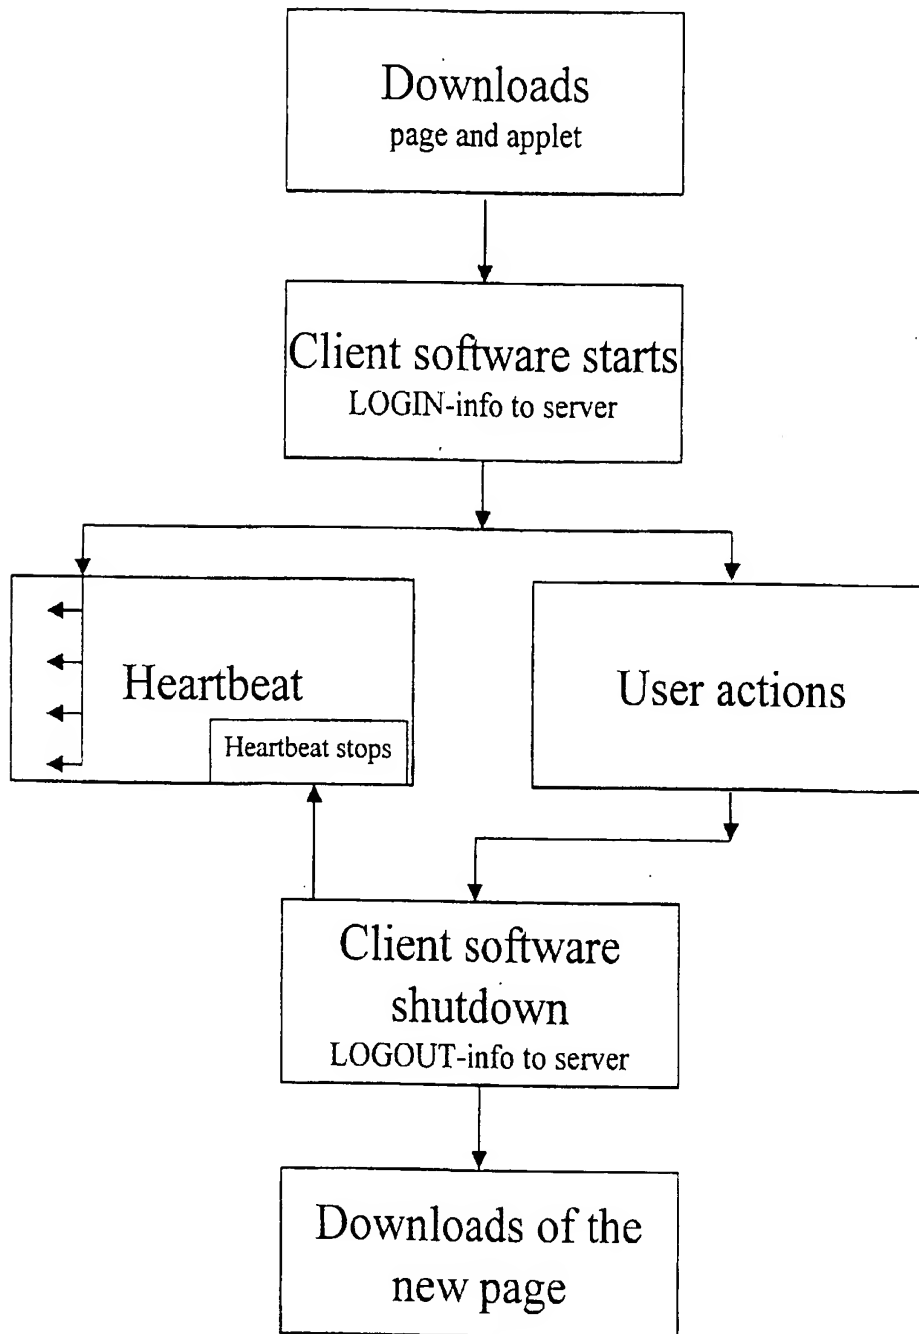 Downloads
page and applet
Client software starts
LOGIN-info to server
Heartbeat
Heartbeat stops
User actions
Client software
shutdown
LOGOUT-info to server
Downloads of the
new page